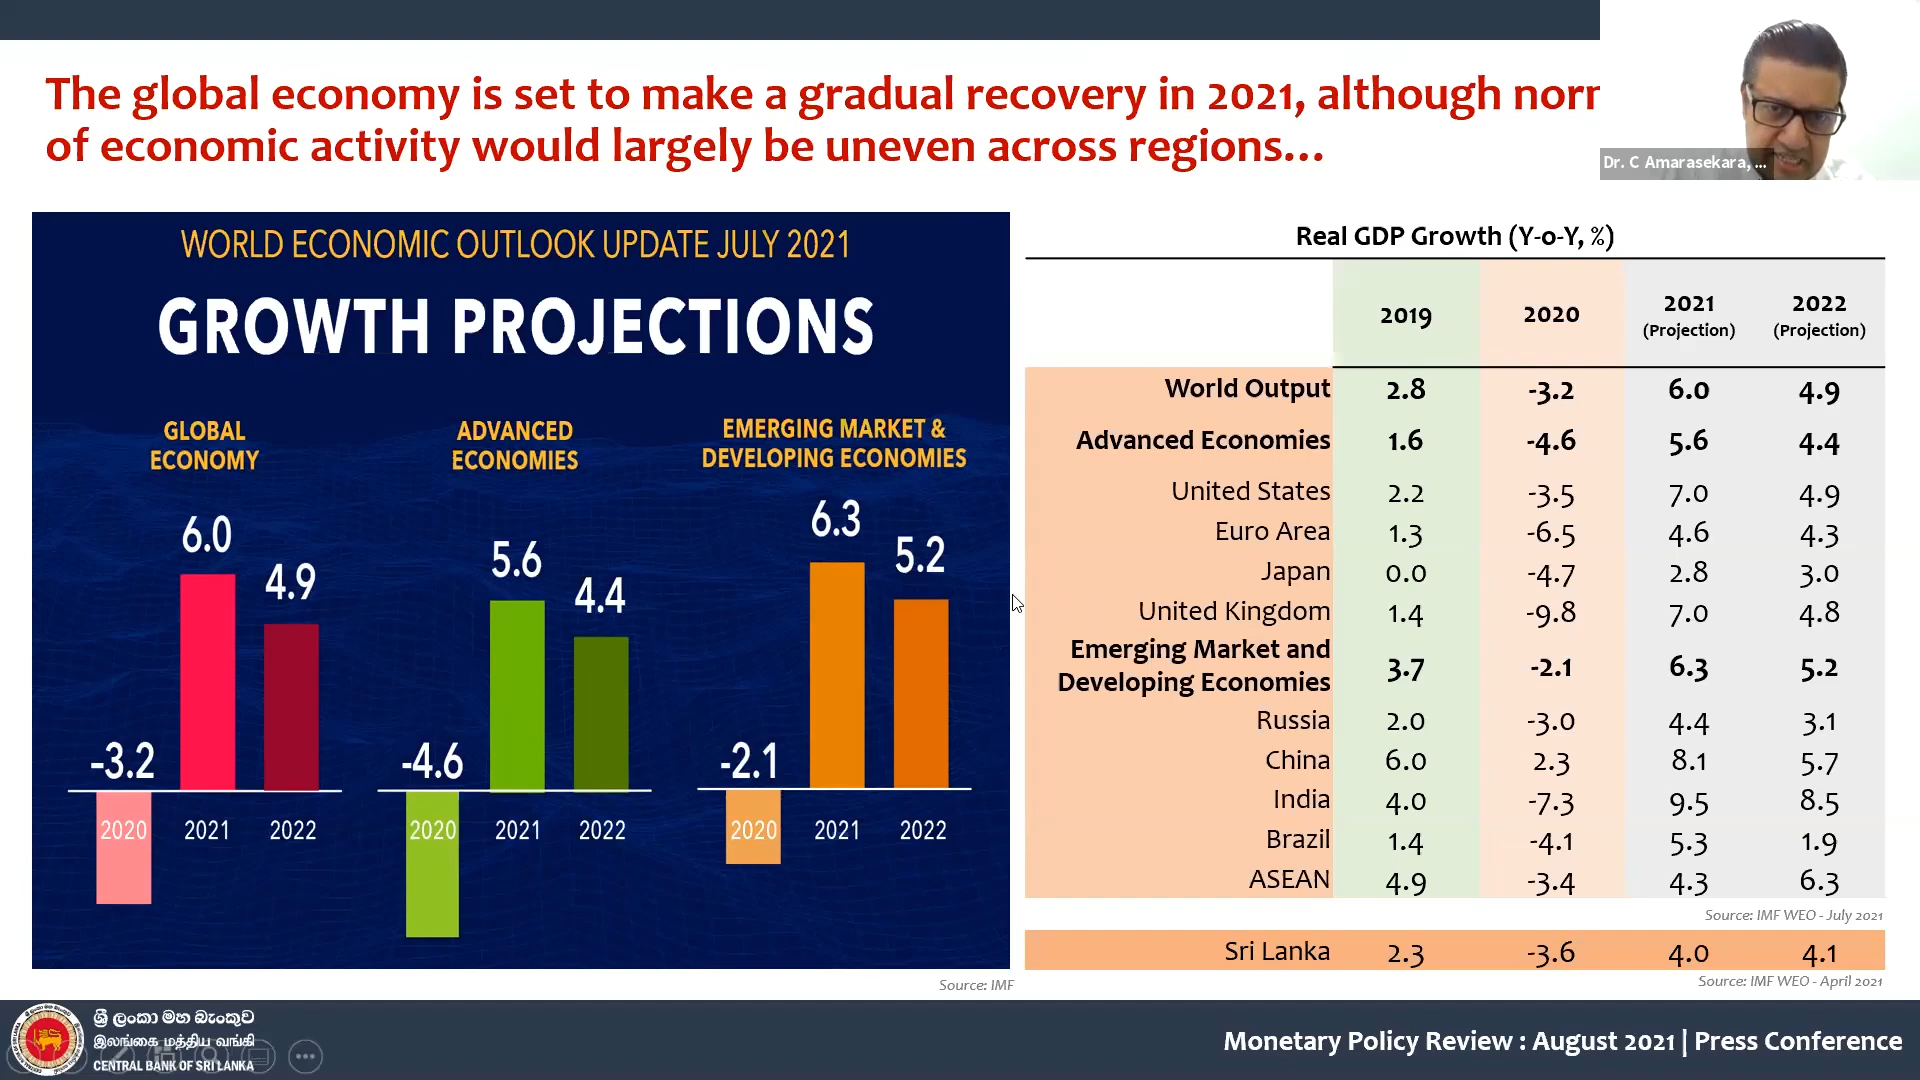 The global economy is set to make a gradual recovery in 2021, although
of economic activity would largely be uneven across regions...
Dr. C Amarasekara, ...
WORLD ECONOMIC OUTLOOK UPDATE JULY 2021
GROWTH PROJECTIONS
GLOBAL
ECONOMY
6.0
4.9
-3.2
2020 2021 2022
ADVANCED
ECONOMIES
5.6
4.4
-4.6
2020 2021 2022
EMERGING MARKET &
DEVELOPING ECONOMIES
6.3
5.2
-2.1
2020 2021 2022
Source: IMF
Real GDP Growth (Y-o-Y, %)
2019 2020 2021 2022
(Projection) (Projection)
World Output 2.8 -3.2 6.0 4.9
Advanced Economies 1.6 -4.6 5.6 4.4
United States 2.2 -3.5 7.0 4.9
Euro Area 1.3 -6.5 4.6 4.3
Japan 0.0 -4.7 2.8 3.0
United Kingdom 1.4 -9.8 7.0 4.8
Emerging Market and
Developing Economies 3.7 -2.1 6.3 5.2
Russia 2.0 -3.0 4.4 3.1
China 6.0 2.3 8.1 5.7
India 4.0 -7.3 9.5 8.5
Brazil 1.4 -4.1 5.3 1.9
ASEAN 4.9 -3.4 4.3 6.3
Source: IMF WEO - July 2021
Sri Lanka 2.3 -3.6 4.0 4.1
Source: IMF WEO - April 2021
ශ්‍රී ලංකා මහ බැංකුව
இலங்கை மத்திய வங்கி
CENTRAL BANK OF SRI LANKA
Monetary Policy Review : August 2021 | Press Conference